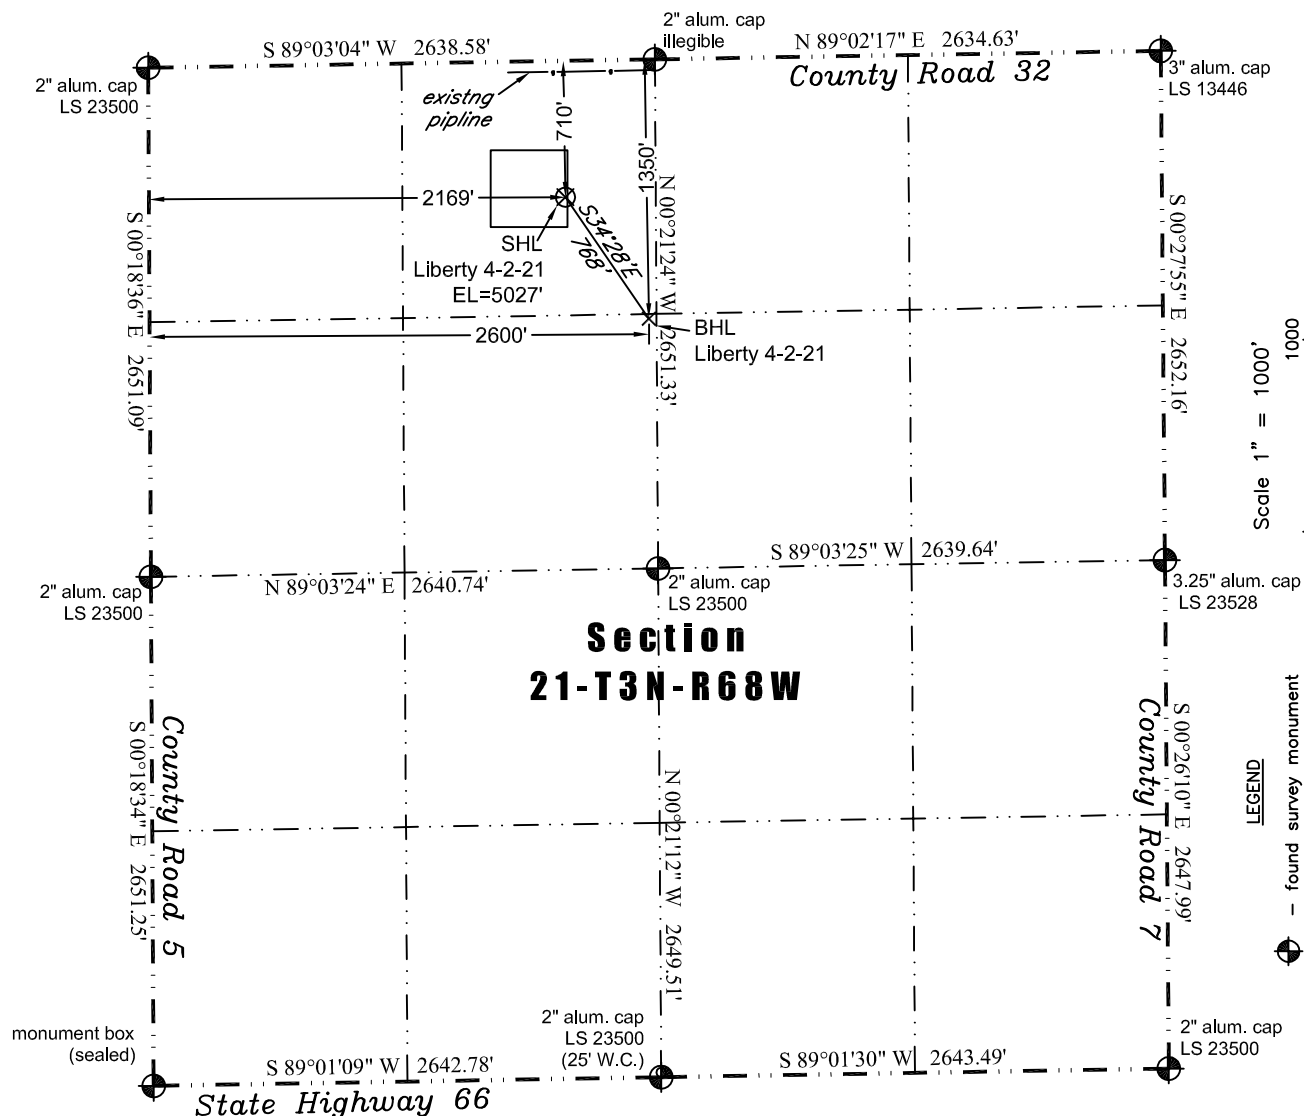 2" alum. cap
illegible
S 89°03'04" W 2638.58'
N 89°02'17" E 2634.63'
County Road 32
2" alum. cap
LS 23500
3" alum. cap
LS 13446
existng
pipline
710'
1350'
2169'
S34°28'E
768'
SHL
Liberty 4-2-21
EL=5027'
N 00°21'24" W 2651.33'
S 00°18'36" E 2651.09'
S 00°27'55" E 2652.16'
2600'
BHL
Liberty 4-2-21
Scale 1" = 1000'
1000
S 89°03'25" W 2639.64'
N 89°03'24" E 2640.74'
2" alum. cap
LS 23500
2" alum. cap
LS 23500
3.25" alum. cap
LS 23528
Section
21-T3N-R68W
County Road 5
S 00°18'34" E 2651.25'
N 00°21'12" W 2649.51'
County Road 7
S 00°26'10" E 2647.99'
LEGEND
- found survey monument
monument box
(sealed)
2" alum. cap
LS 23500
(25' W.C.)
2" alum. cap
LS 23500
S 89°01'09" W 2642.78'
S 89°01'30" W 2643.49'
State Highway 66